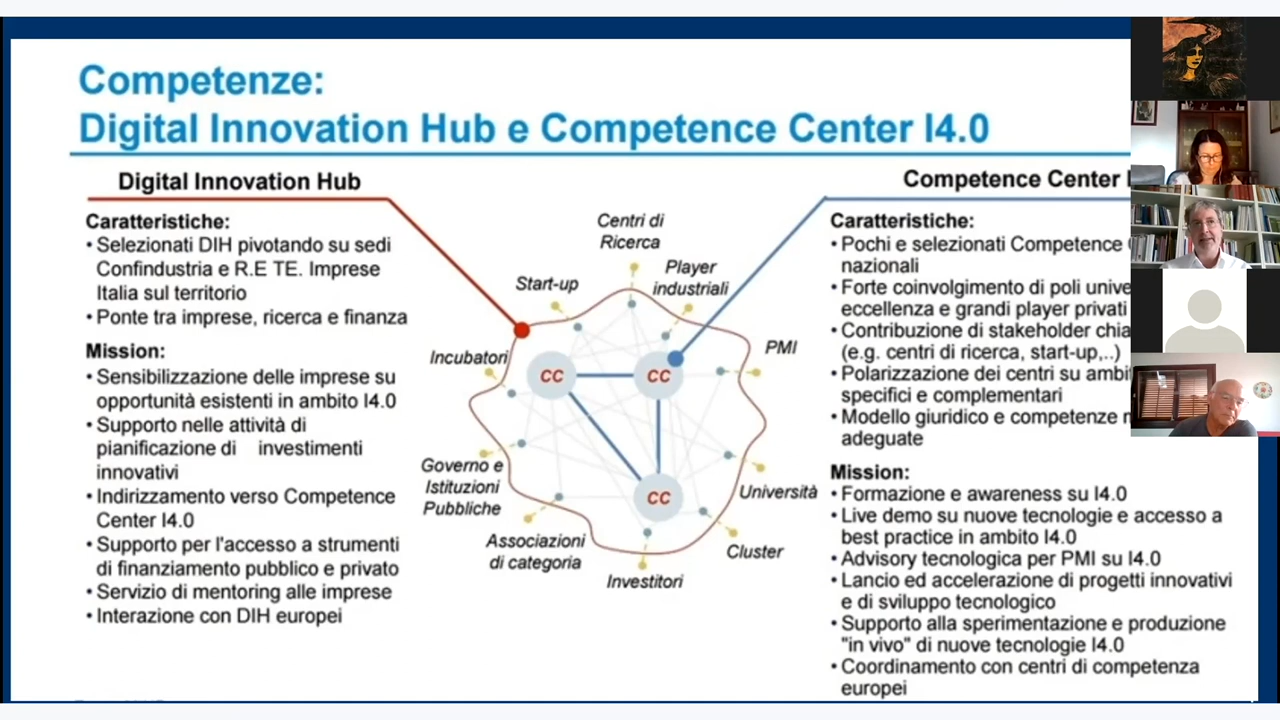 Competenze:
Digital Innovation Hub e Competence Center I4.0
Digital Innovation Hub
Caratteristiche:
• Selezionati DIH pivotando su sedi
Confindustria e R.E TE. Imprese
Italia sul territorio
• Ponte tra imprese, ricerca e finanza
Mission:
• Sensibilizzazione delle imprese su
opportunità esistenti in ambito I4.0
• Supporto nelle attività di
pianificazione di investimenti
innovativi
• Indirizzamento verso Competence
Center I4.0
• Supporto per l'accesso a strumenti
di finanziamento pubblico e privato
• Servizio di mentoring alle imprese
• Interazione con DIH europei
Centri di
Ricerca
Player
industriali
Start-up
PMI
Incubatori
CC
CC
CC
Governo e
Istituzioni
Pubbliche
Università
Associazioni
di categoria
Cluster
Investitori
Competence Center
Caratteristiche:
• Pochi e selezionati Competence
nazionali
• Forte coinvolgimento di poli unive
eccellenza e grandi player privati
• Contribuzione di stakeholder chia
(e.g. centri di ricerca, start-up,..)
• Polarizzazione dei centri su ambi
specifici e complementari
• Modello giuridico e competenze
adeguate
Mission:
• Formazione e awareness su I4.0
• Live demo su nuove tecnologie e accesso a
best practice in ambito I4.0
• Advisory tecnologica per PMI su I4.0
• Lancio ed accelerazione di progetti innovativi
e di sviluppo tecnologico
• Supporto alla sperimentazione e produzione
"in vivo" di nuove tecnologie I4.0
• Coordinamento con centri di competenza
europei